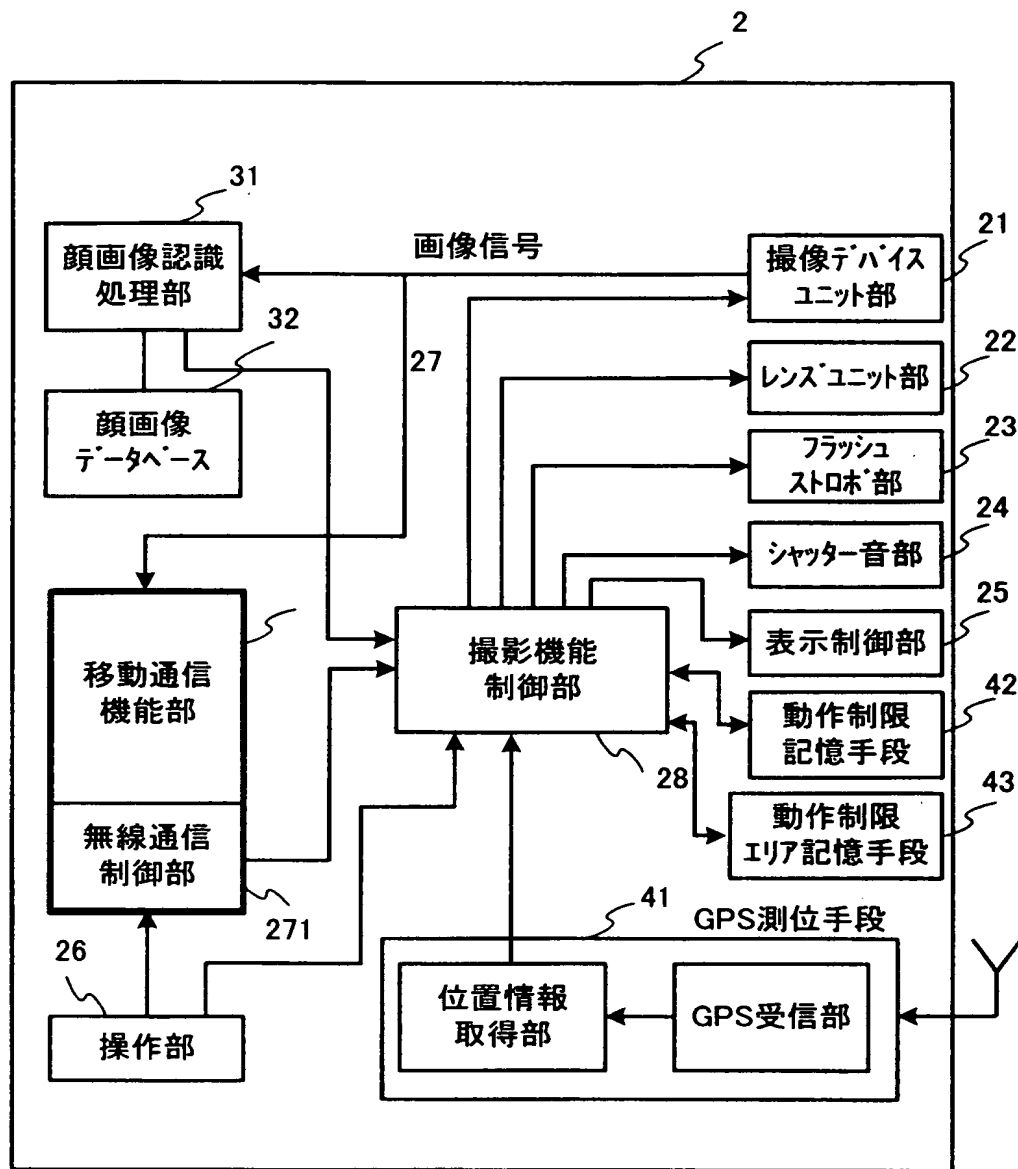 2
31
顔画像認識
処理部
画像信号
撮像デバイス
ユニット部
21
32
27
顔画像
データベース
レンズユニット部
22
フラッシュ
ストロボ部
23
シャッター音部
24
表示制御部
25
移動通信
機能部
撮影機能
制御部
28
動作制限
記憶手段
42
動作制限
エリア記憶手段
43
無線通信
制御部
271
26
操作部
41
GPS測位手段
位置情報
取得部
GPS受信部